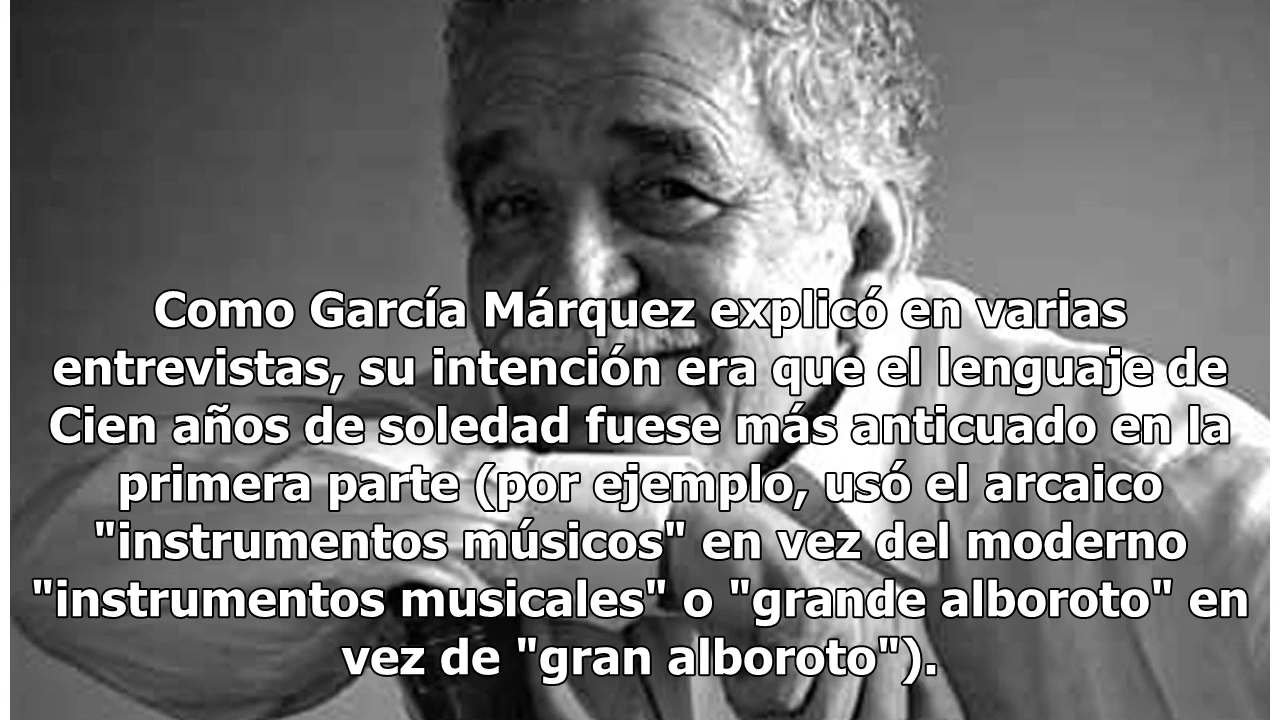 Como García Márquez explicó en varias
entrevistas, su intención era que el lenguaje de
Cien años de soledad fuese más anticuado en la
primera parte (por ejemplo, usó el arcaico
"instrumentos músicos" en vez del moderno
"instrumentos musicales" o "grande alboroto" en
vez de "gran alboroto").